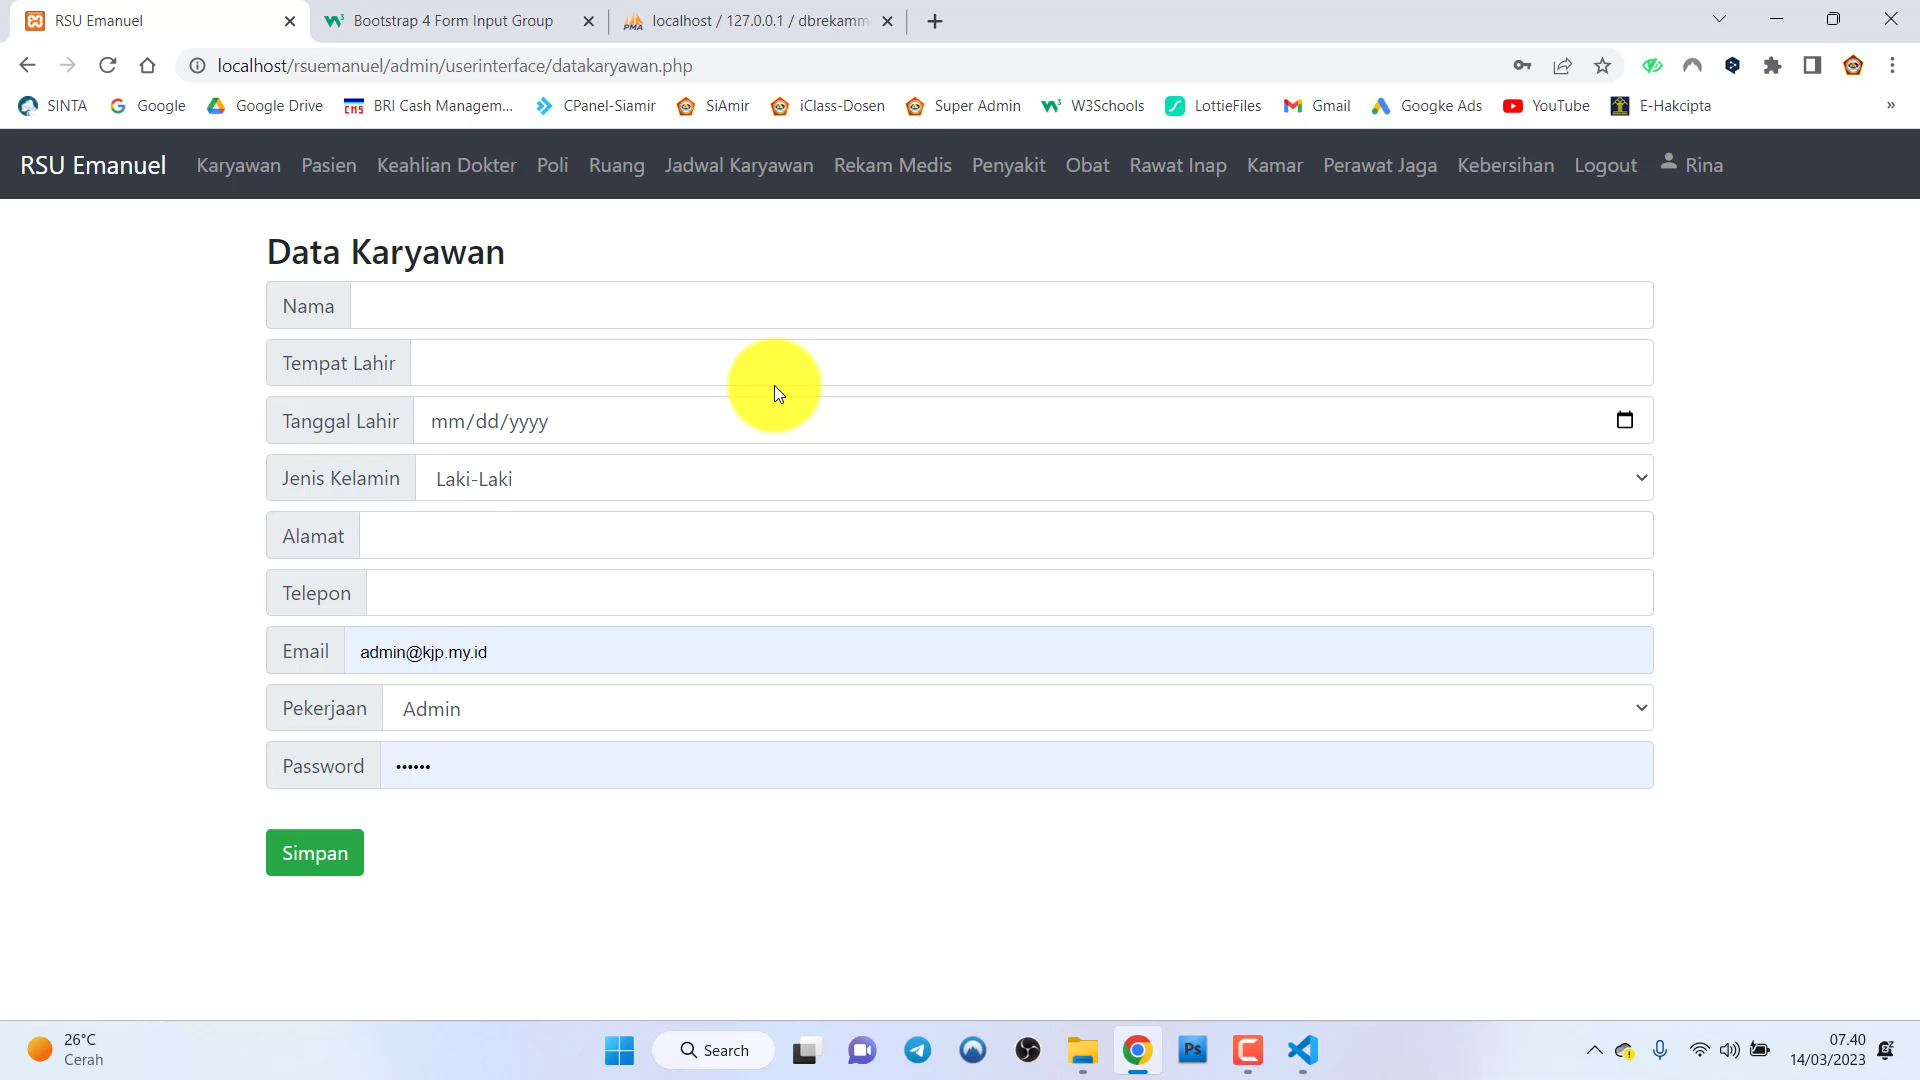 RSU Emanuel
Bootstrap 4 Form Input Group
localhost / 127.0.0.1 / dbrekamm
localhost/rsuemanuel/admin/userinterface/datakaryawan.php
SINTA
Google
Google Drive
BRI Cash Managem...
CPanel-Siamir
SiAmir
iClass-Dosen
Super Admin
W3Schools
LottieFiles
Gmail
Googke Ads
YouTube
E-Hakcipta
»
RSU Emanuel Karyawan Pasien Keahlian Dokter Poli Ruang Jadwal Karyawan Rekam Medis Penyakit Obat Rawat Inap Kamar Perawat Jaga Kebersihan Logout Rina
Data Karyawan
Nama
Tempat Lahir
Tanggal Lahir mm/dd/yyyy
Jenis Kelamin Laki-Laki
Alamat
Telepon
Email admin@kjp.my.id
Pekerjaan Admin
Password ••••••
Simpan
26°C
Cerah
Search
Ps
07.40
14/03/2023